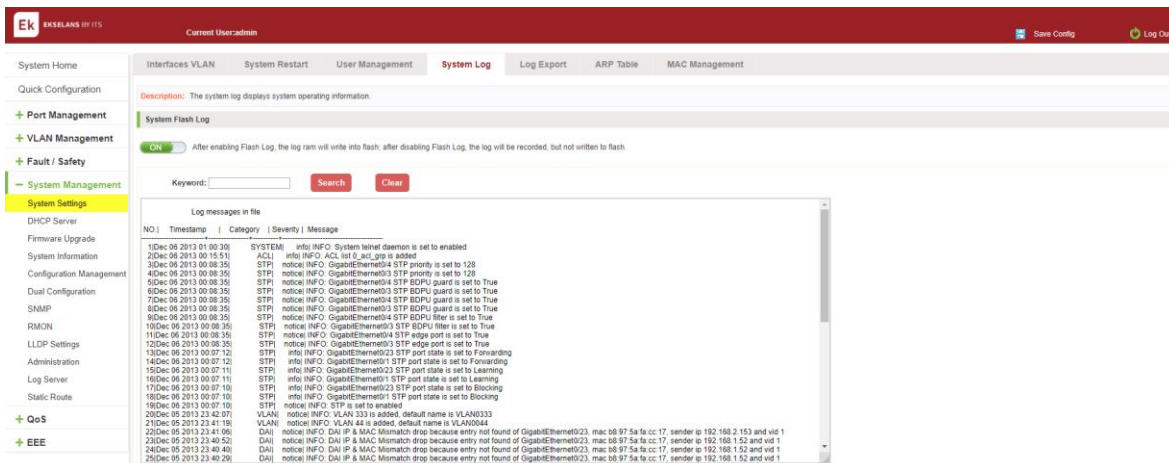 Ek EKSELANS BY ITS
Current User:admin
Save Config
Log Ou
System Home
Quick Configuration
+ Port Management
+ VLAN Management
+ Fault / Safety
− System Management
System Settings
DHCP Server
Firmware Upgrade
System Information
Configuration Management
Dual Configuration
SNMP
RMON
LLDP Settings
Administration
Log Server
Static Route
+ QoS
+ EEE
Interfaces VLAN System Restart User Management System Log Log Export ARP Table MAC Management
Description: The system log displays system operating information.
System Flash Log
ON After enabling Flash Log, the log ram will write into flash; after disabling Flash Log, the log will be recorded, but not written to flash.
Keyword: Search Clear
Log messages in file
NO.| Timestamp | Category | Severity | Message
1|Dec 06 2013 01:00:30| SYSTEM| info| INFO: System telnet daemon is set to enabled
2|Dec 06 2013 00:15:51| ACL| info| INFO: ACL list 0_acl_grp is added
3|Dec 06 2013 00:08:35| STP| notice| INFO: GigabitEthernet0/4 STP priority is set to 128
4|Dec 06 2013 00:08:35| STP| notice| INFO: GigabitEthernet0/3 STP priority is set to 128
5|Dec 06 2013 00:08:35| STP| notice| INFO: GigabitEthernet0/4 STP BDPU guard is set to True
6|Dec 06 2013 00:08:35| STP| notice| INFO: GigabitEthernet0/3 STP BDPU guard is set to True
7|Dec 06 2013 00:08:35| STP| notice| INFO: GigabitEthernet0/4 STP BDPU guard is set to True
8|Dec 06 2013 00:08:35| STP| notice| INFO: GigabitEthernet0/3 STP BDPU guard is set to True
9|Dec 06 2013 00:08:35| STP| notice| INFO: GigabitEthernet0/4 STP BDPU filter is set to True
10|Dec 06 2013 00:08:35| STP| notice| INFO: GigabitEthernet0/3 STP BDPU filter is set to True
11|Dec 06 2013 00:08:35| STP| notice| INFO: GigabitEthernet0/4 STP edge port is set to True
12|Dec 06 2013 00:08:35| STP| notice| INFO: GigabitEthernet0/3 STP edge port is set to True
13|Dec 06 2013 00:07:12| STP| info| INFO: GigabitEthernet0/23 STP port state is set to Forwarding
14|Dec 06 2013 00:07:12| STP| info| INFO: GigabitEthernet0/1 STP port state is set to Forwarding
15|Dec 06 2013 00:07:11| STP| info| INFO: GigabitEthernet0/23 STP port state is set to Learning
16|Dec 06 2013 00:07:11| STP| info| INFO: GigabitEthernet0/1 STP port state is set to Learning
17|Dec 06 2013 00:07:10| STP| info| INFO: GigabitEthernet0/23 STP port state is set to Blocking
18|Dec 06 2013 00:07:10| STP| info| INFO: GigabitEthernet0/1 STP port state is set to Blocking
19|Dec 06 2013 00:07:10| STP| notice| INFO: STP is set to enabled
20|Dec 05 2013 23:42:07| VLAN| notice| INFO: VLAN 333 is added, default name is VLAN0333
21|Dec 05 2013 23:41:19| VLAN| notice| INFO: VLAN 44 is added, default name is VLAN0044
22|Dec 05 2013 23:41:06| DAI| notice| INFO: DAI IP & MAC Mismatch drop because entry not found of GigabitEthernet0/23, mac b8:97:5a:fa:cc:17, sender ip 192.168.2.153 and vid 1
23|Dec 05 2013 23:40:52| DAI| notice| INFO: DAI IP & MAC Mismatch drop because entry not found of GigabitEthernet0/23, mac b8:97:5a:fa:cc:17, sender ip 192.168.1.52 and vid 1
24|Dec 05 2013 23:40:40| DAI| notice| INFO: DAI IP & MAC Mismatch drop because entry not found of GigabitEthernet0/23, mac b8:97:5a:fa:cc:17, sender ip 192.168.1.52 and vid 1
25|Dec 05 2013 23:40:29| DAI| notice| INFO: DAI IP & MAC Mismatch drop because entry not found of GigabitEthernet0/23, mac b8:97:5a:fa:cc:17, sender ip 192.168.1.52 and vid 1